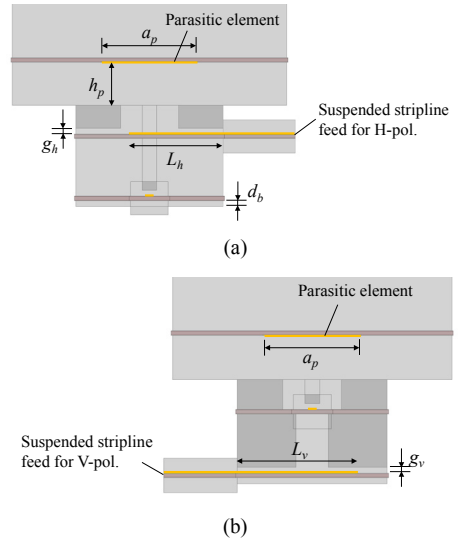 Parasitic element
a_p
h_p
Suspended stripline
feed for H-pol.
g_h
L_h
d_b
(a)
Parasitic element
a_p
Suspended stripline
feed for V-pol.
L_v
g_v
(b)